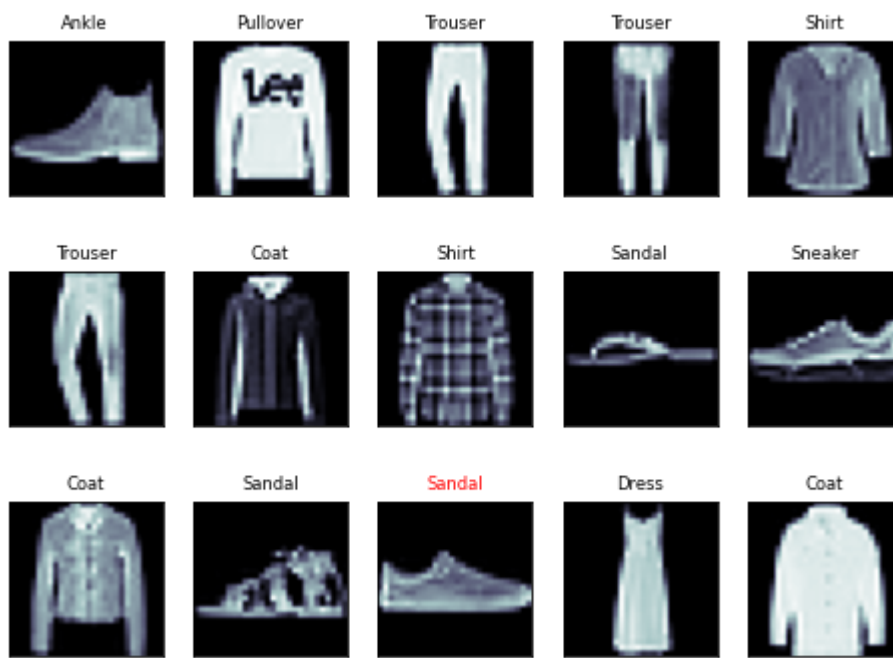 Ankle Pullover Trouser Trouser Shirt
Lee
Trouser Coat Shirt Sandal Sneaker
Coat Sandal Sandal Dress Coat